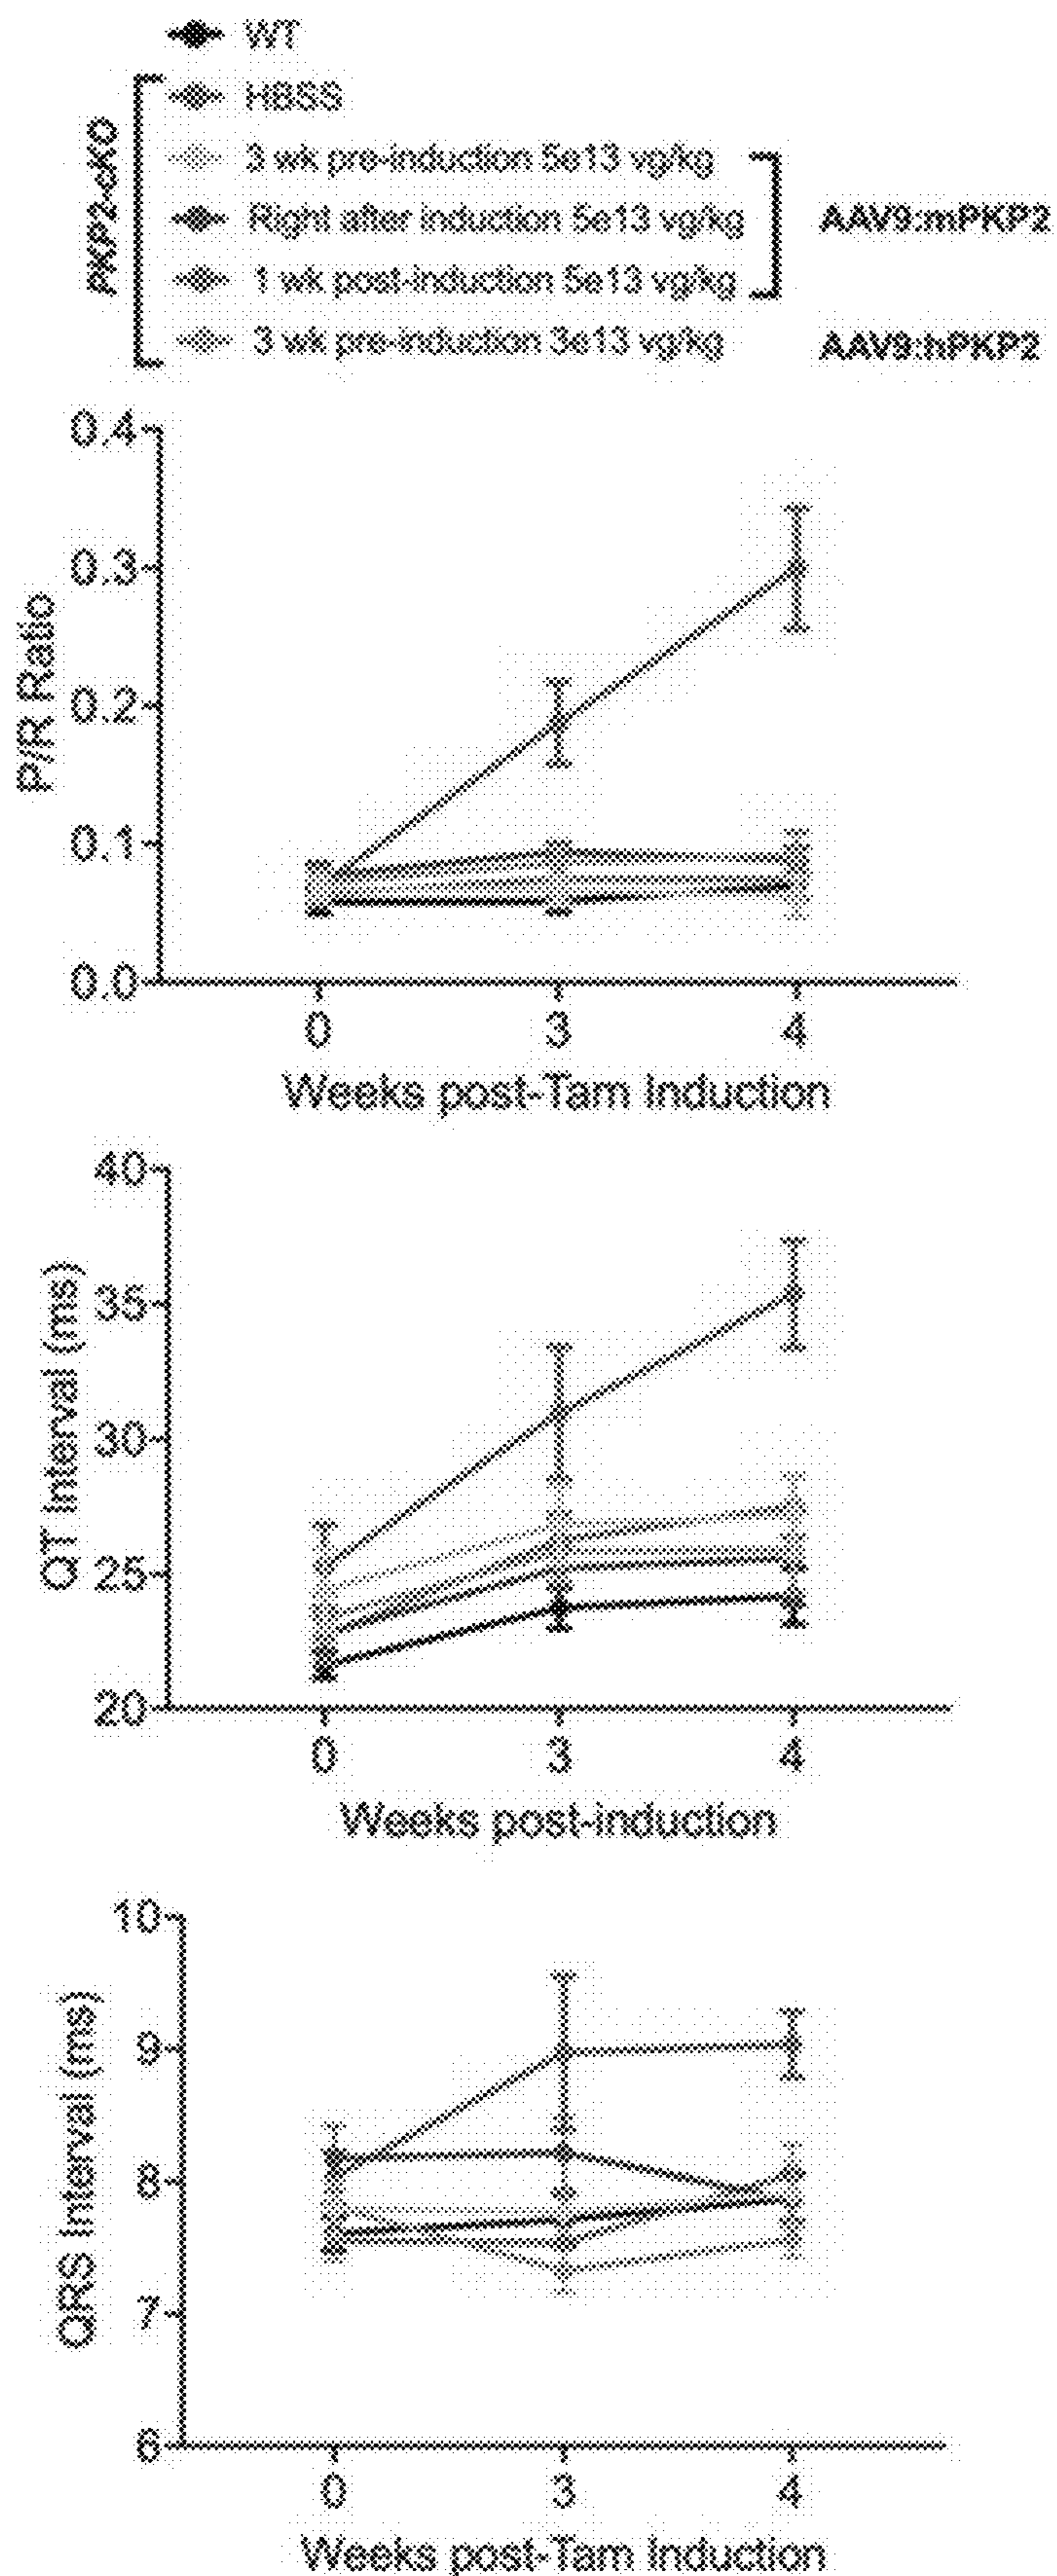 WT
HBSS
3 wk pre-induction 5e13 vg/kg
Right after induction 5e13 vg/kg
1 wk post-induction 5e13 vg/kg
3 wk pre-induction 3e13 vg/kg
PKP2-cKO
AAV9:mPKP2
AAV9:hPKP2
0.4
0.3
0.2
0.1
0.0
P/R Ratio
0 3 4
Weeks post-Tam Induction
40
35
30
25
20
QT Interval (ms)
0 3 4
Weeks post-induction
10
9
8
7
6
QRS Interval (ms)
0 3 4
Weeks post-Tam Induction